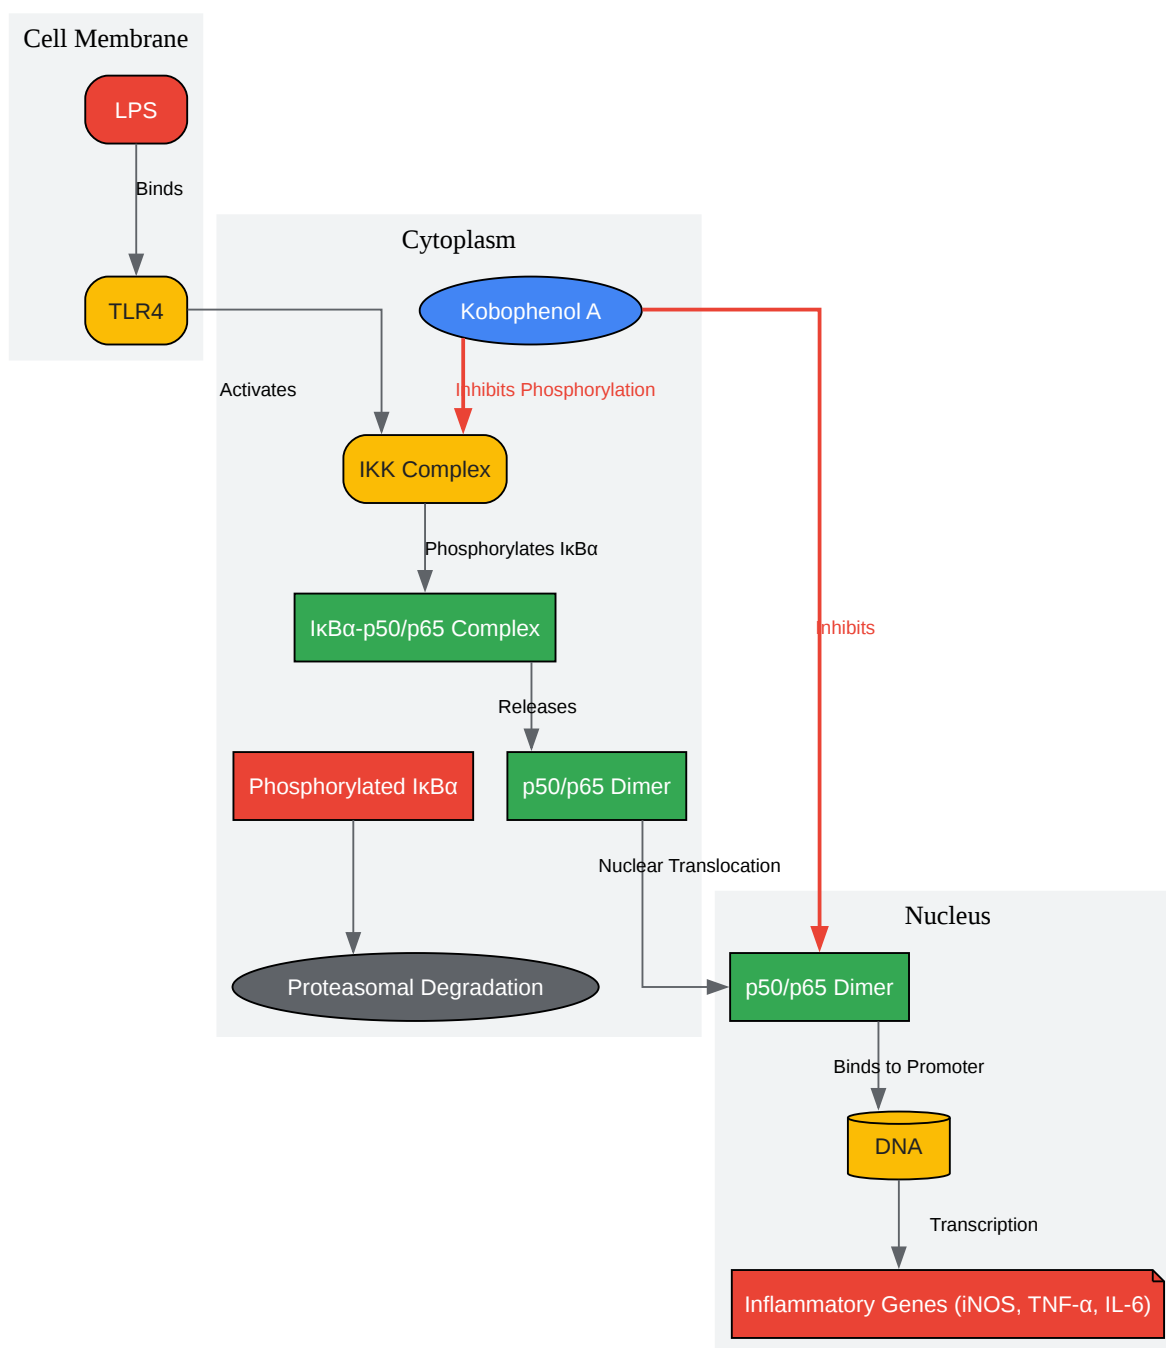 Cell Membrane
LPS
Binds
TLR4
Cytoplasm
Kobophenol A
Activates
Inhibits Phosphorylation
IKK Complex
Phosphorylates IκBα
IκBα-p50/p65 Complex
Inhibits
Releases
Phosphorylated IκBα
p50/p65 Dimer
Nuclear Translocation
Nucleus
Proteasomal Degradation
p50/p65 Dimer
Binds to Promoter
DNA
Transcription
Inflammatory Genes (iNOS, TNF-α, IL-6)